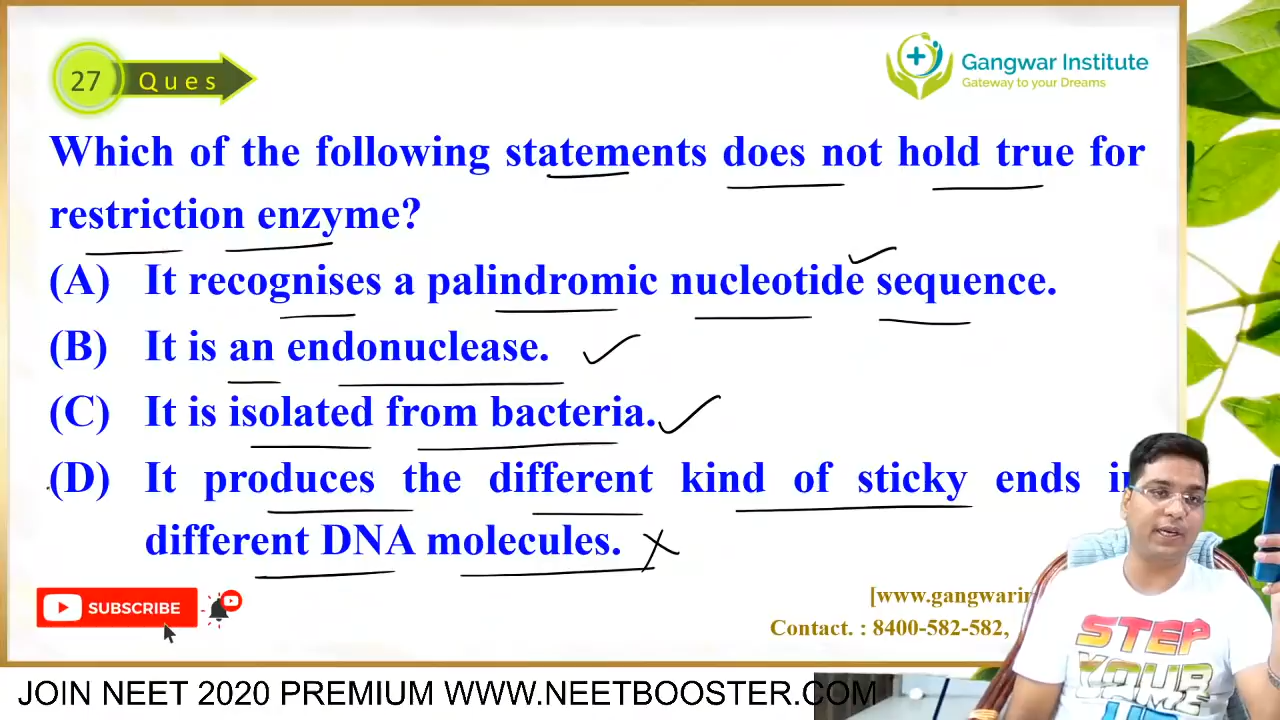 27 Ques
Gangwar Institute
Gateway to your Dreams
Which of the following statements does not hold true for
restriction enzyme?
(A) It recognises a palindromic nucleotide sequence.
(B) It is an endonuclease.
(C) It is isolated from bacteria.
(D) It produces the different kind of sticky ends
different DNA molecules.
SUBSCRIBE
Contact. : 8400-582-582,
STEP
YOUR
UP
JOIN NEET 2020 PREMIUM WWW.NEETBOOSTER.COM